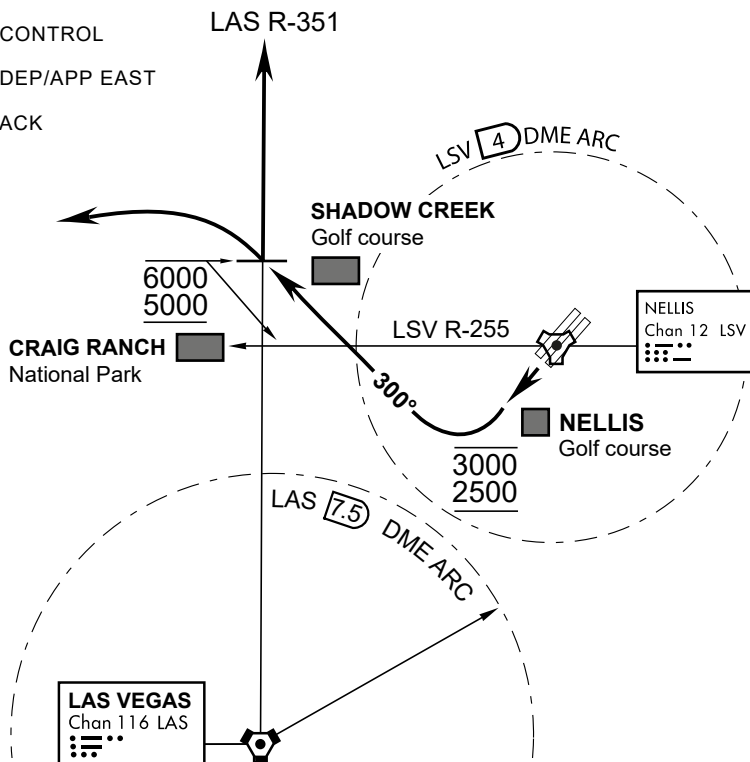 CONTROL
DEP/APP EAST
ACK
LAS R-351
LSV 4 DME ARC
SHADOW CREEK
Golf course
6000
5000
LSV R-255
NELLIS
Chan 12 LSV
CRAIG RANCH
National Park
300°
NELLIS
Golf course
3000
2500
LAS 7.5 DME ARC
LAS VEGAS
Chan 116 LAS